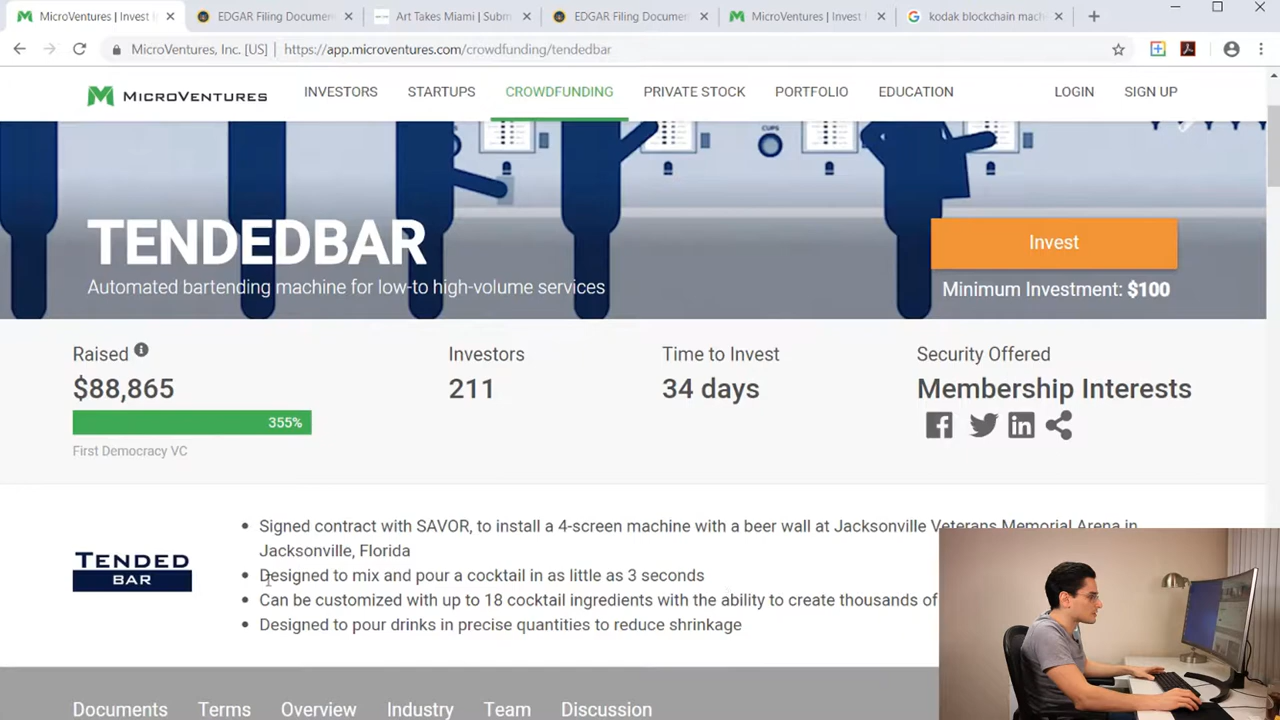 MicroVentures | Invest i
EDGAR Filing Documen
Art Takes Miami | Subm
EDGAR Filing Documen
MicroVentures | Invest i
kodak blockchain mach
MicroVentures, Inc. [US] | https://app.microventures.com/crowdfunding/tendedbar
MICROVENTURES
INVESTORS
STARTUPS
CROWDFUNDING
PRIVATE STOCK
PORTFOLIO
EDUCATION
LOGIN
SIGN UP
CUPS
TENDEDBAR
Automated bartending machine for low-to high-volume services
Invest
Minimum Investment: $100
Raised
$88,865
355%
First Democracy VC
Investors
211
Time to Invest
34 days
Security Offered
Membership Interests
TENDED
BAR
Signed contract with SAVOR, to install a 4-screen machine with a beer wall at Jacksonville Veterans Memorial Arena in
Jacksonville, Florida
Designed to mix and pour a cocktail in as little as 3 seconds
Can be customized with up to 18 cocktail ingredients with the ability to create thousands of
Designed to pour drinks in precise quantities to reduce shrinkage
Documents
Terms
Overview
Industry
Team
Discussion